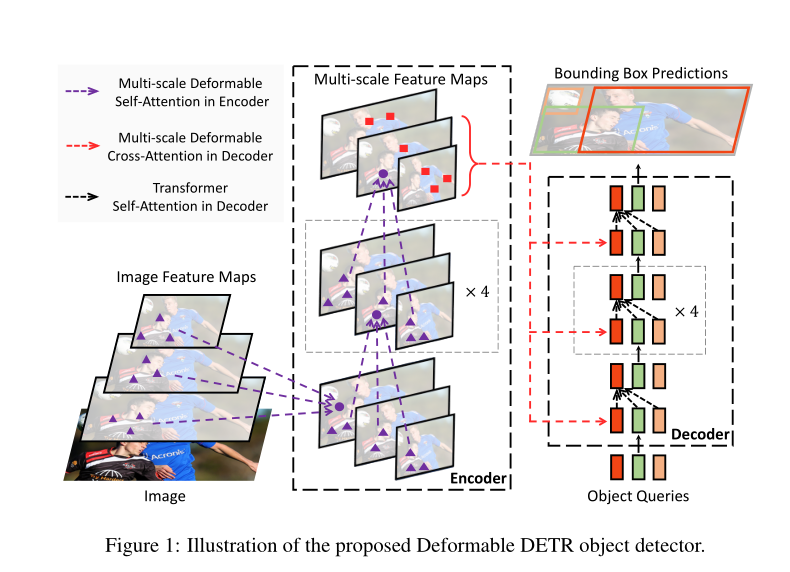 Multi-scale Deformable
Self-Attention in Encoder
Multi-scale Deformable
Cross-Attention in Decoder
Transformer
Self-Attention in Decoder
Multi-scale Feature Maps
Bounding Box Predictions
Acronis
× 4
× 4
Image Feature Maps
Acronis
Image
Encoder
Decoder
Object Queries
Figure 1: Illustration of the proposed Deformable DETR object detector.